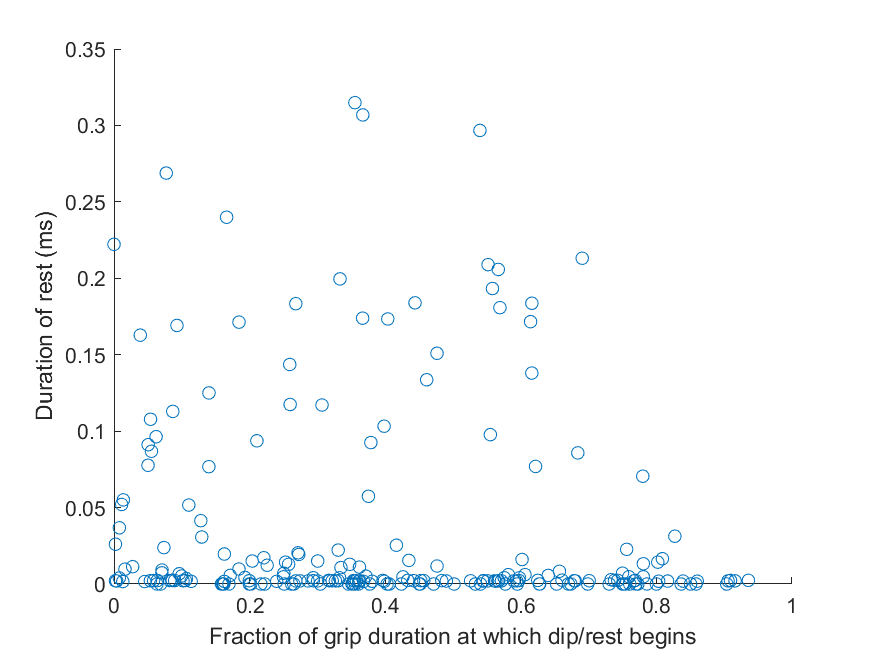 0.35
0.3
0.25
0.2
0.15
0.1
0.05
0
0 0.2 0.4 0.6 0.8 1
Duration of rest (ms)
Fraction of grip duration at which dip/rest begins